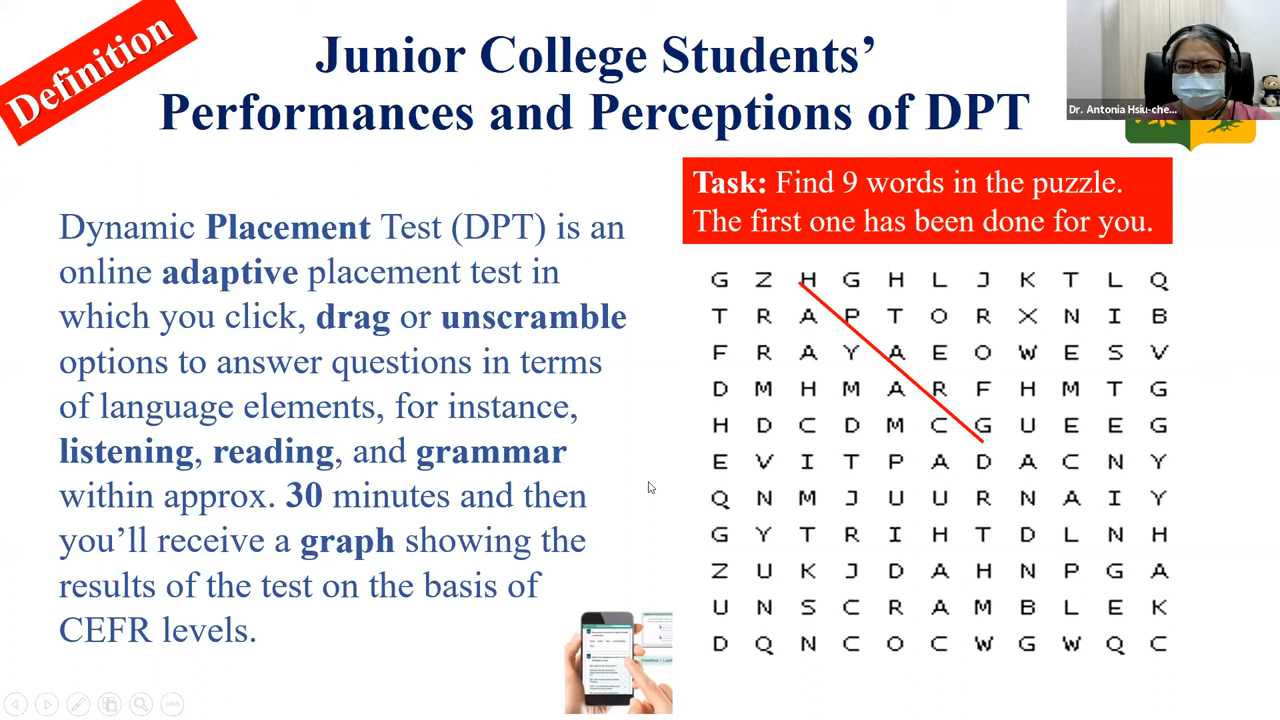 Definition
Junior College Students’
Performances and Perceptions of DPT
Dr. Antonia Hsiu-che...
Task: Find 9 words in the puzzle.
The first one has been done for you.
Dynamic Placement Test (DPT) is an
online adaptive placement test in
which you click, drag or unscramble
options to answer questions in terms
of language elements, for instance,
listening, reading, and grammar
within approx. 30 minutes and then
you’ll receive a graph showing the
results of the test on the basis of
CEFR levels.
G Z H G H L J K T L Q
T R A P T O R X N I B
F R A Y A E O W E S V
D M H M A R F H M T G
H D C D M C G U E E G
E V I T P A D A C N Y
Q N M J U U R N A I Y
G Y T R I H T D L N H
Z U K J D A H N P G A
U N S C R A M B L E K
D Q N C O C W G W Q C